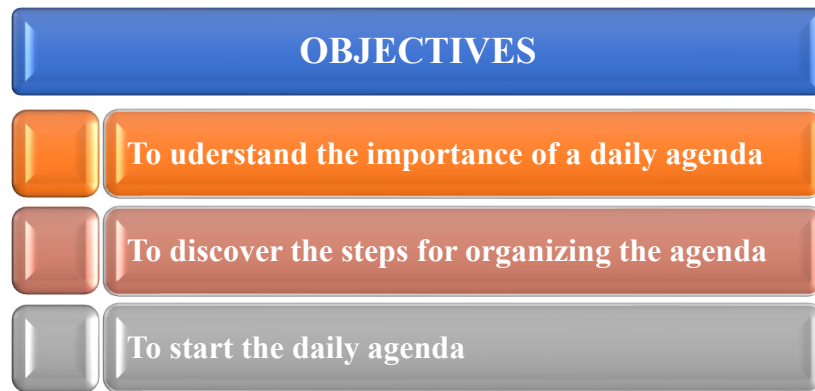 OBJECTIVES
To uderstand the importance of a daily agenda
To discover the steps for organizing the agenda
To start the daily agenda